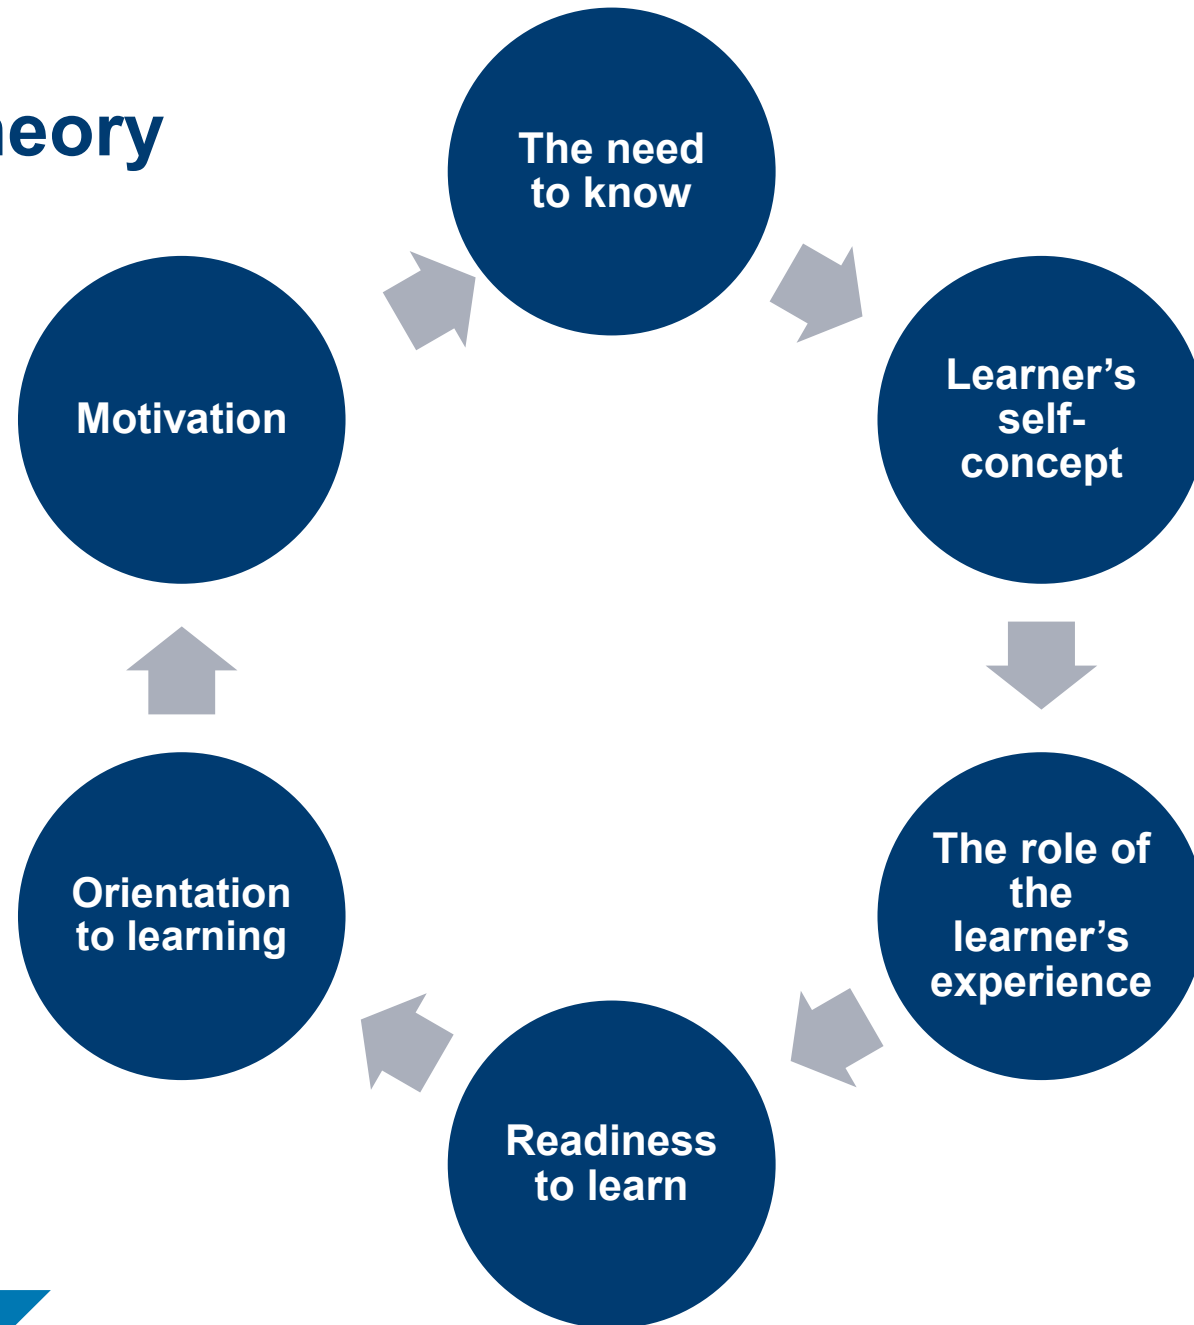 heory
The need
to know
Learner’s
self-
concept
The role of
the
learner’s
experience
Readiness
to learn
Orientation
to learning
Motivation